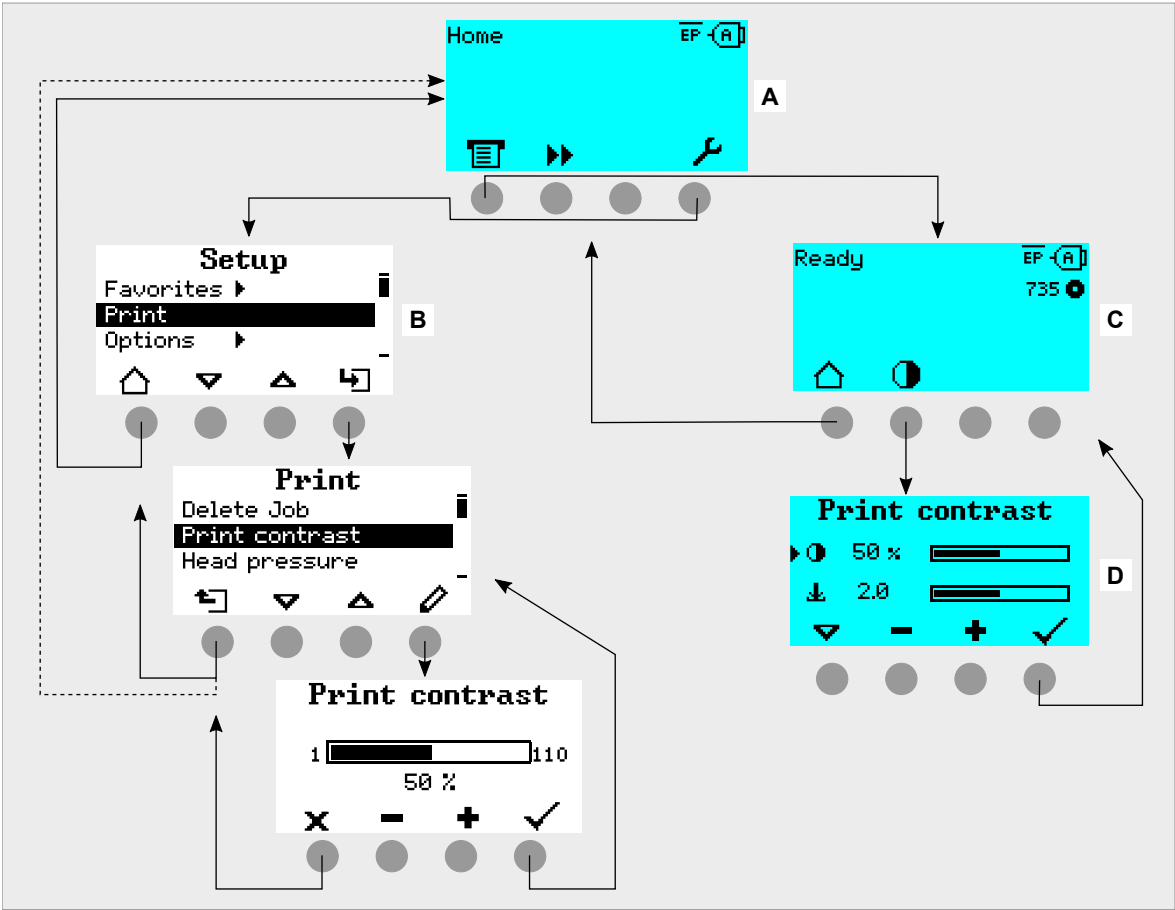 Home EP A
A
Setup
Favorites
Print
Options
B
Ready EP A
735
C
Print
Delete Job
Print contrast
Head pressure
Print contrast
50 %
2.0
D
Print contrast
1 110
50 %